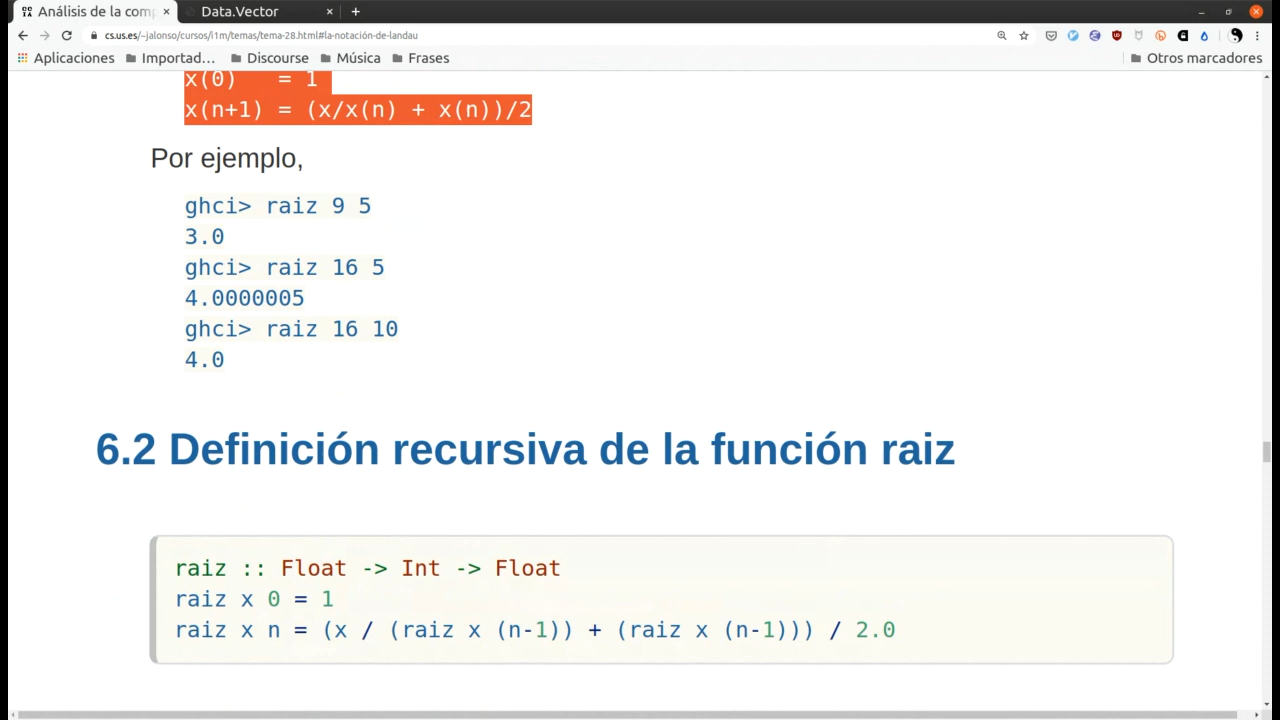 Análisis de la comp
Data.Vector
cs.us.es/~jalonso/cursos/i1m/temas/tema-28.html#la-notación-de-landau
Aplicaciones Importad... Discourse Música Frases Otros marcadores
x(0)   = 1
x(n+1) = (x/x(n) + x(n))/2
Por ejemplo,
ghci> raiz 9 5
3.0
ghci> raiz 16 5
4.0000005
ghci> raiz 16 10
4.0
6.2 Definición recursiva de la función raiz
raiz :: Float -> Int -> Float
raiz x 0 = 1
raiz x n = (x / (raiz x (n-1)) + (raiz x (n-1))) / 2.0